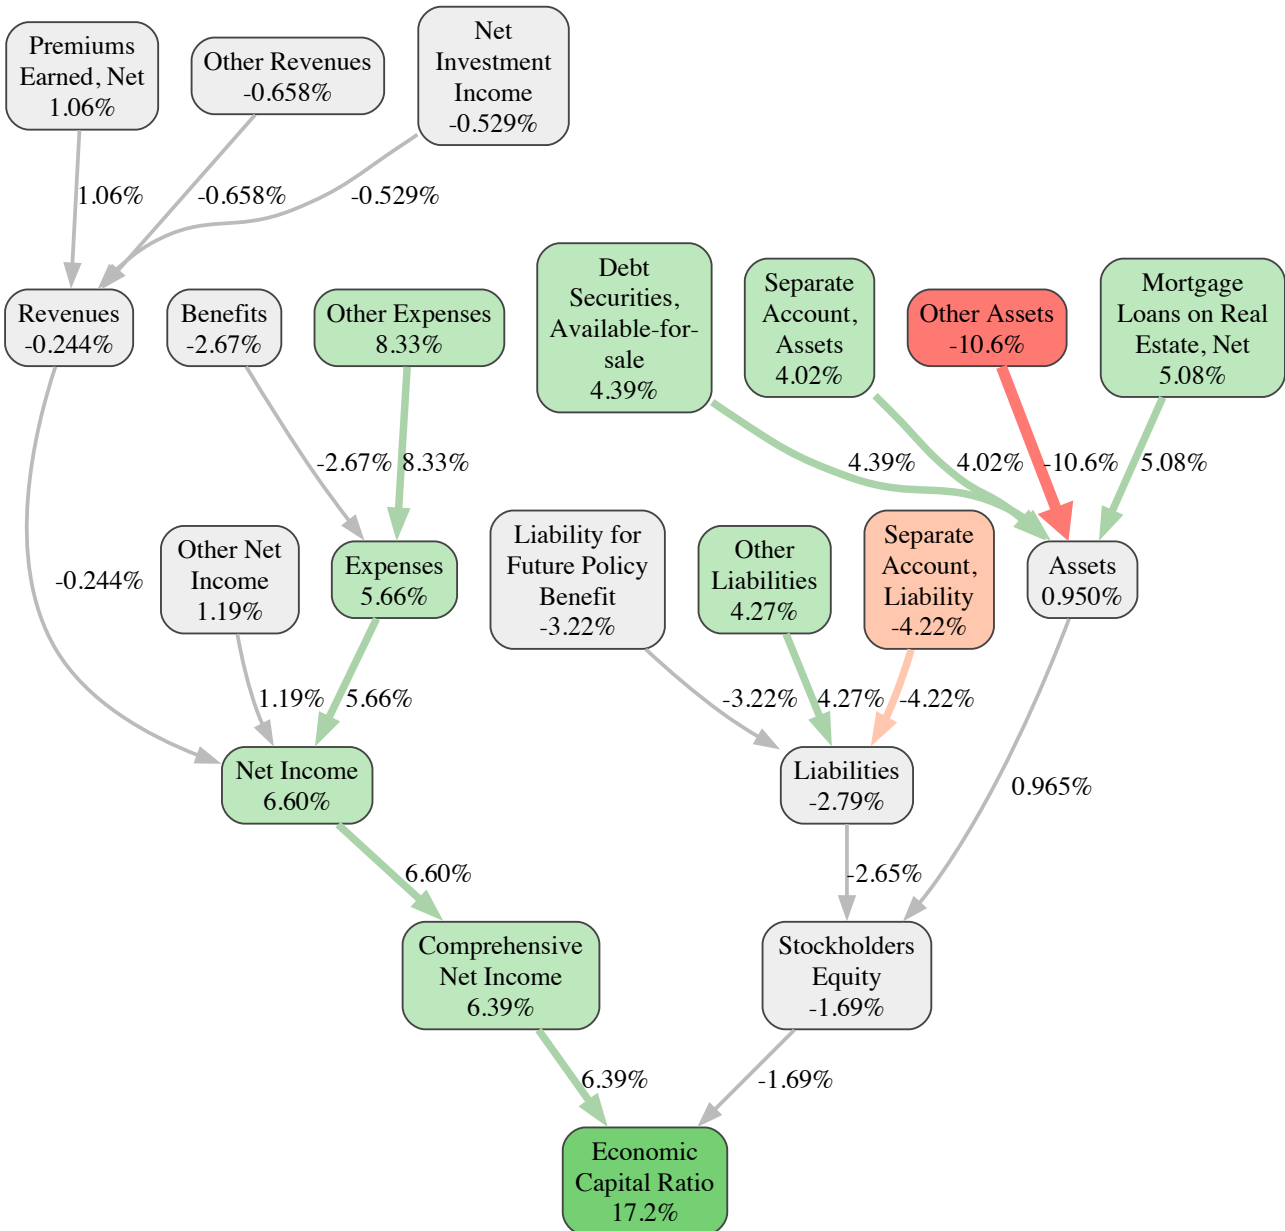 Premiums
Earned, Net
1.06%
Other Revenues
-0.658%
Net
Investment
Income
-0.529%
1.06%
-0.658%
-0.529%
Revenues
-0.244%
Benefits
-2.67%
Other Expenses
8.33%
Debt
Securities,
Available-for-
sale
4.39%
Separate
Account,
Assets
4.02%
Other Assets
-10.6%
Mortgage
Loans on Real
Estate, Net
5.08%
-2.67%
8.33%
4.39%
4.02%
-10.6%
5.08%
-0.244%
Other Net
Income
1.19%
Expenses
5.66%
Liability for
Future Policy
Benefit
-3.22%
Other
Liabilities
4.27%
Separate
Account,
Liability
-4.22%
Assets
0.950%
1.19%
5.66%
-3.22%
4.27%
-4.22%
Net Income
6.60%
Liabilities
-2.79%
0.965%
6.60%
-2.65%
Comprehensive
Net Income
6.39%
Stockholders
Equity
-1.69%
6.39%
-1.69%
Economic
Capital Ratio
17.2%